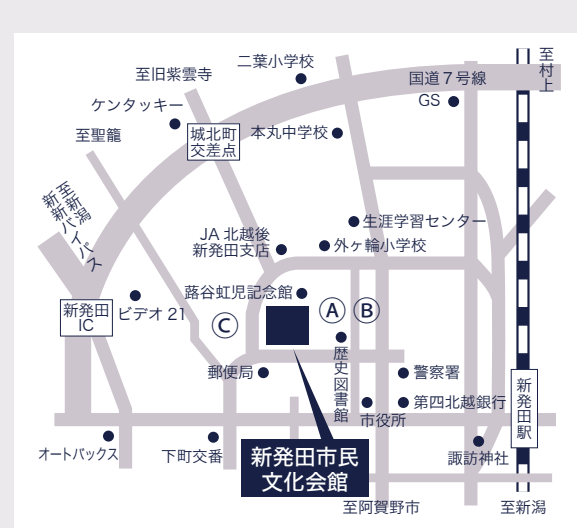 二葉小学校
至旧紫雲寺
国道7号線
至村上
ケンタッキー
GS
至聖籠
城北町
交差点
本丸中学校
至新潟
新新バイパス
生涯学習センター
JA 北越後
新発田支店
外ヶ輪小学校
蕗谷虹児記念館
新発田
IC
ビデオ 21
Ⓐ
Ⓑ
Ⓒ
歴史図書館
郵便局
警察署
新発田駅
第四北越銀行
市役所
オートバックス
下町交番
新発田市民
文化会館
諏訪神社
至阿賀野市
至新潟